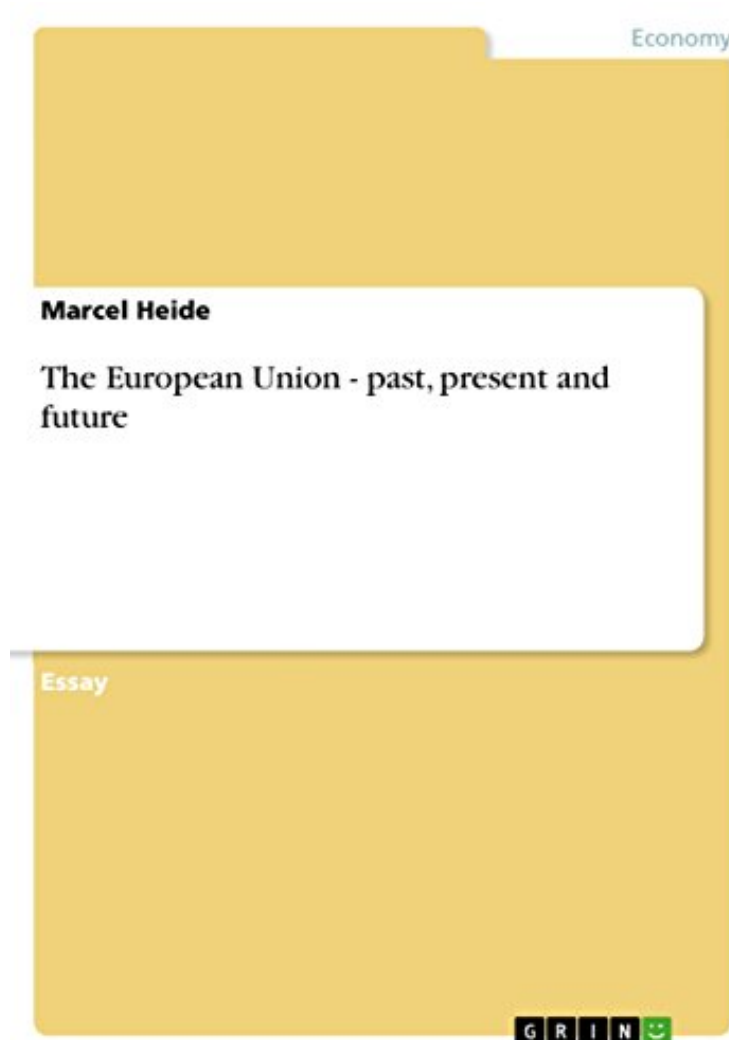 Economy
Marcel Heide
The European Union - past, present and
future
Essay
GRIN